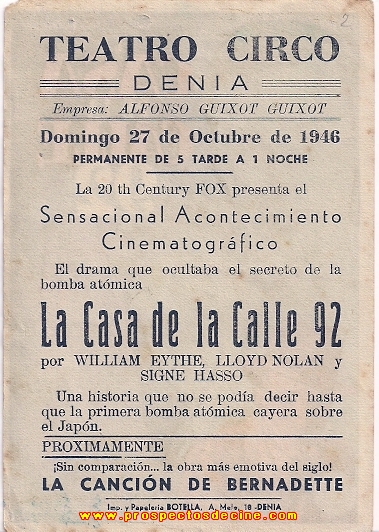 2
TEATRO CIRCO
DENIA
Empresa: ALFONSO GUIXOT GUIXOT
Domingo 27 de Octubre de 1946
PERMANENTE DE 5 TARDE A 1 NOCHE
La 20 th Century FOX presenta el
Sensacional Acontecimiento
Cinematográfico
El drama que ocultaba el secreto de la
bomba atómica
La Casa de la Calle 92
por WILLIAM EYTHE, LLOYD NOLAN y
SIGNE HASSO
Una historia que no se podía decir hasta
que la primera bomba atómica cayera sobre
el Japón.
PROXIMAMENTE
¡Sin comparación... la obra más emotiva del siglo!
LA CANCIÓN DE BERNADETTE
Imp. y Papeleria BOTELLA, A, Mele, 18 -DENIA
www.prospectosdecine.com